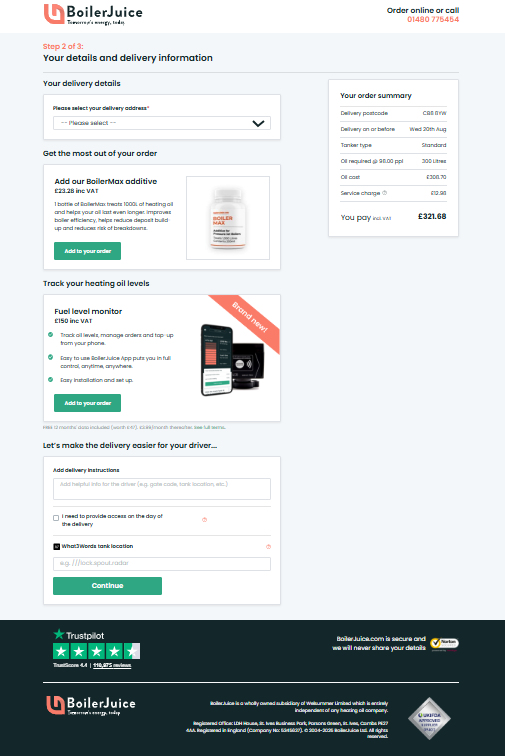 BoilerJuice
Tomorrow's energy, today.
Order online or call
01480 775454
Step 2 of 3:
Your details and delivery information
Your delivery details
Please select your delivery address*
-- Please select --
Get the most out of your order
Add our BoilerMax additive
£23.28 inc VAT
1 bottle of BoilerMax treats 1000L of heating oil
and helps your oil last even longer. Improves
boiler efficiency, helps reduce deposit build-
up and reduces risk of breakdowns.
Add to your order
BOILER
MAX
Track your heating oil levels
Fuel level monitor
£150 inc VAT
Track oil levels, manage orders and top-up
from your phone.
Easy to use BoilerJuice App puts you in full
control, anytime, anywhere.
Easy installation and set up.
Add to your order
Brand new!
Free 12 months' data included (worth £47). £3.99/month thereafter. See full terms.
Let's make the delivery easier for your driver...
Add delivery instructions
Add helpful info for the driver (e.g. gate code, tank location, etc.)
I need to provide access on the day of
the delivery
What3Words tank location
e.g. ///lock.spout.radar
Continue
Your order summary
Delivery postcode CB8 8YW
Delivery on or before Wed 20th Aug
Tanker type Standard
Oil required @ 98.00 ppl 300 Litres
Oil cost £308.70
Service charge £12.98
You pay incl VAT £321.68
Trustpilot
TrustScore 4.4 | 118,875 reviews
BoilerJuice.com is secure and
we will never share your details
Norton
BoilerJuice
Tomorrow's energy, today.
BoilerJuice is a wholly owned subsidiary of Welsummer Limited which is entirely
independent of any heating oil company.
Registered Office: LDH House, St. Ives Business Park, Parsons Green, St. Ives, Cambs PE27
4AA. Registered in England (Company No: 5345837). © 2004-2025 BoilerJuice Ltd. All rights
reserved.
UKIFDA
APPROVED